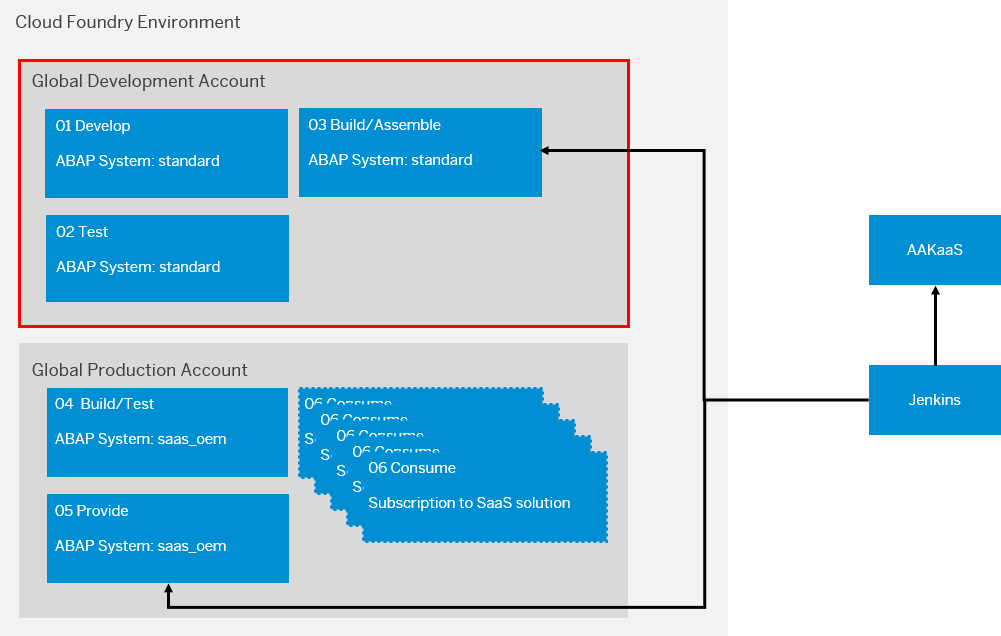 Cloud Foundry Environment
Global Development Account
01 Develop
ABAP System: standard
03 Build/Assemble
ABAP System: standard
02 Test
ABAP System: standard
AAKaaS
Jenkins
Global Production Account
04 Build/Test
ABAP System: saas_oem
05 Provide
ABAP System: saas_oem
06 Consume
06 Consume
06 Consume
06 Consume
06 Consume
Subscription to SaaS solution